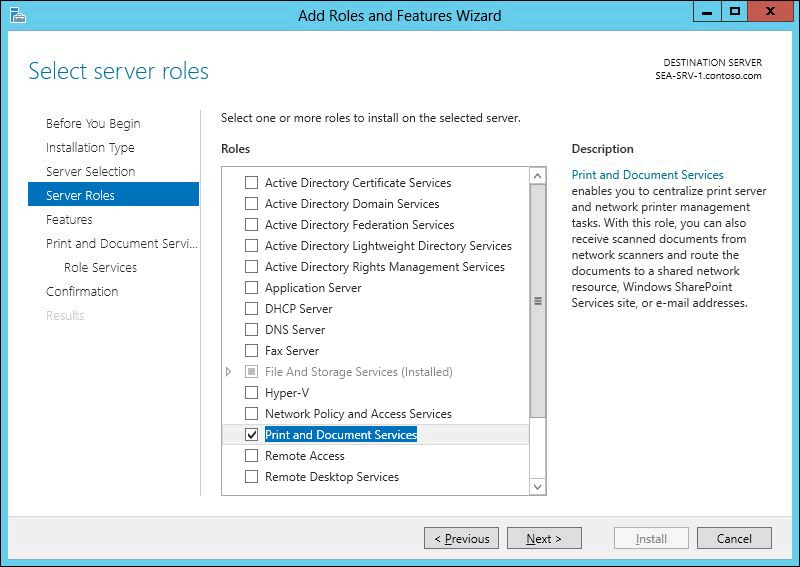 Add Roles and Features Wizard
Select server roles
DESTINATION SERVER
SEA-SRV-1.contoso.com
Before You Begin
Installation Type
Server Selection
Server Roles
Features
Print and Document Servi...
Role Services
Confirmation
Results
Select one or more roles to install on the selected server.
Roles
Active Directory Certificate Services
Active Directory Domain Services
Active Directory Federation Services
Active Directory Lightweight Directory Services
Active Directory Rights Management Services
Application Server
DHCP Server
DNS Server
Fax Server
File And Storage Services (Installed)
Hyper-V
Network Policy and Access Services
Print and Document Services
Remote Access
Remote Desktop Services
Description
Print and Document Services
enables you to centralize print server
and network printer management
tasks. With this role, you can also
receive scanned documents from
network scanners and route the
documents to a shared network
resource, Windows SharePoint
Services site, or e-mail addresses.
< Previous
Next >
Install
Cancel